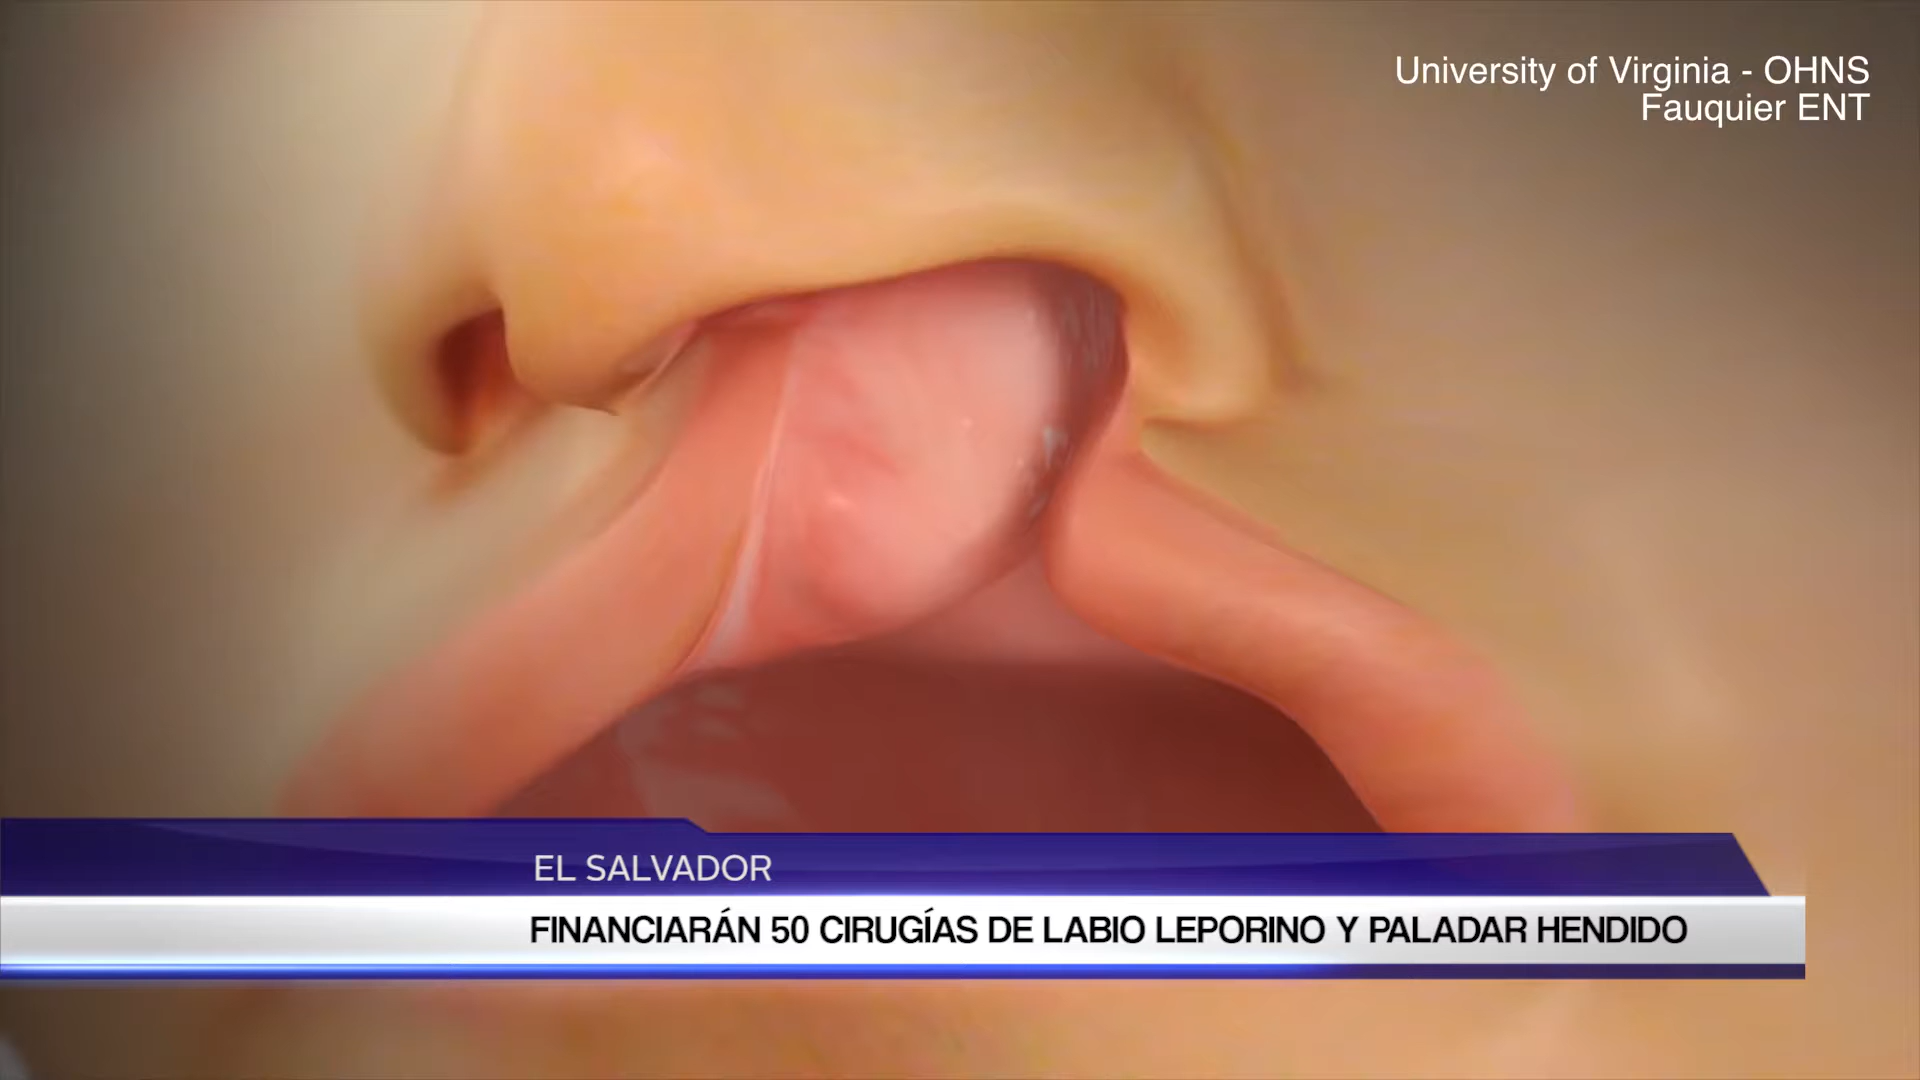 University of Virginia - OHNS
Fauquier ENT
EL SALVADOR
FINANCIARÁN 50 CIRUGÍAS DE LABIO LEPORINO Y PALADAR HENDIDO